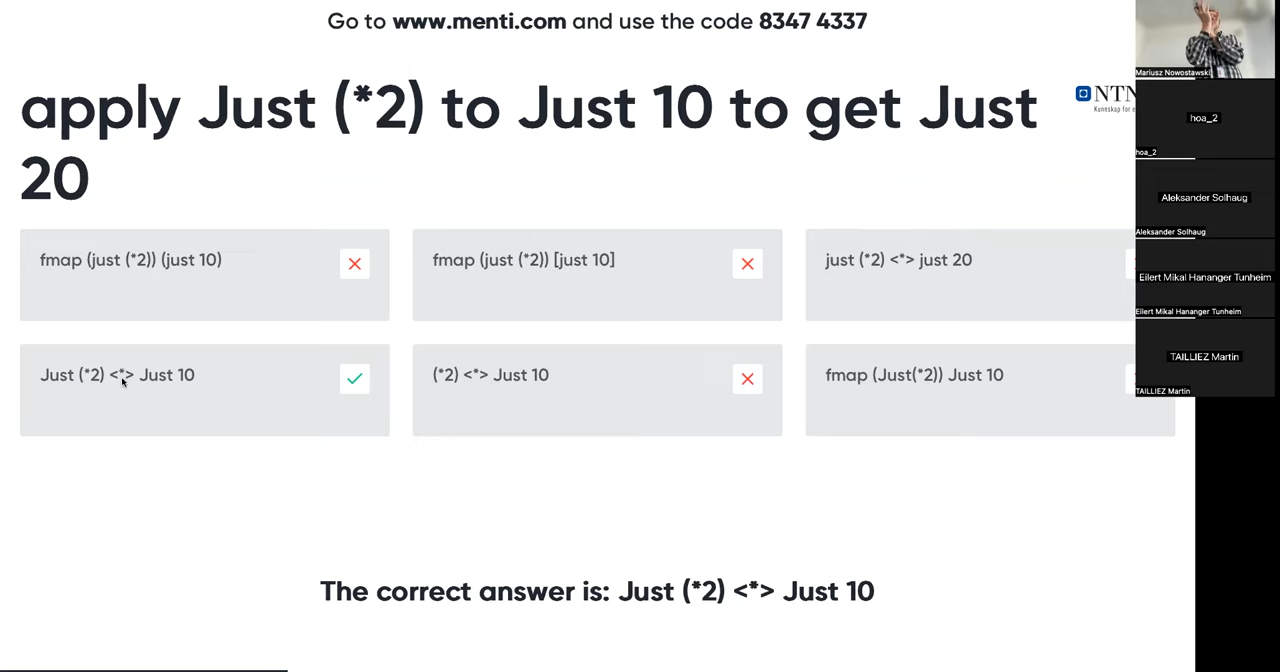 Go to www.menti.com and use the code 8347 4337
apply Just (*2) to Just 10 to get Just
20
NTN
Kunnskap for e
fmap (just (*2)) (just 10)
fmap (just (*2)) [just 10]
just (*2) <*> just 20
Just (*2) <*> Just 10
(*2) <*> Just 10
fmap (Just(*2)) Just 10
The correct answer is: Just (*2) <*> Just 10
Mariusz Nowostawski
hoa_2
hoa_2
Aleksander Solhaug
Aleksander Solhaug
Eilert Mikal Hananger Tunheim
Eilert Mikal Hananger Tunheim
TAILLIEZ Martin
TAILLIEZ Martin